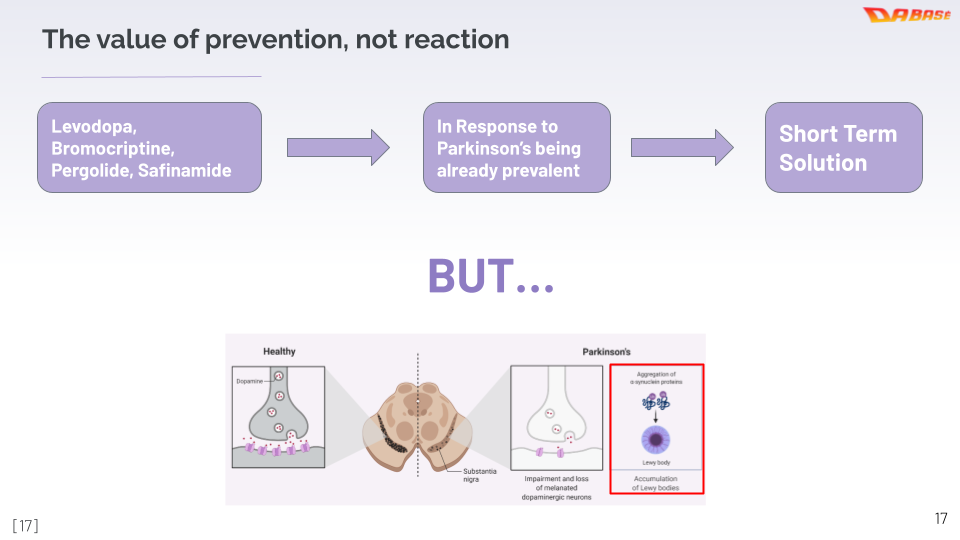 DABASE
The value of prevention, not reaction
Levodopa,
Bromocriptine,
Pergolide, Safinamide
In Response to
Parkinson's being
already prevalent
Short Term
Solution
BUT...
Healthy
Parkinson's
Dopamine
Aggregation of
α synuclein proteins
Lewy body
Substantia
nigra
Impairment and loss
of melanated
dopaminergic neurons
Accumulation
of Lewy bodies
[17]
17